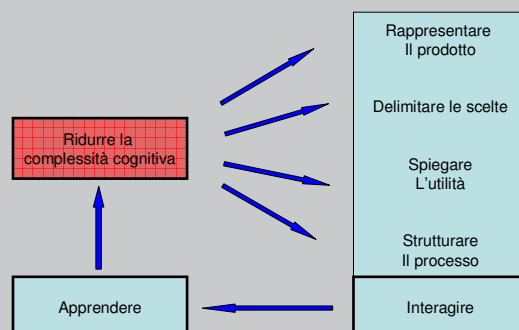 Rappresentare
Il prodotto
Delimitare le scelte
Ridurre la
complessità cognitiva
Spiegare
L'utilità
Strutturare
Il processo
Apprendere
Interagire